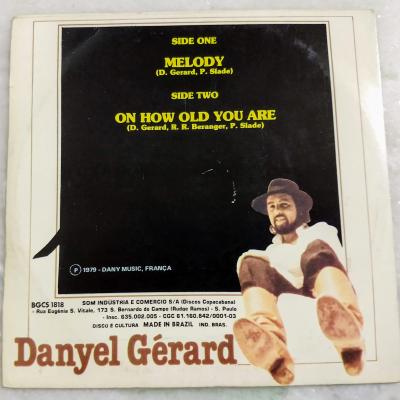 SIDE ONE
MELODY
(D. Gerard, P. Slade)
SIDE TWO
ON HOW OLD YOU ARE
(D. Gerard, R. R. Beranger, P. Slade)
Ⓟ 1979 - DANY MUSIC, FRANÇA
BGCS 1818
SOM INDÚSTRIA E COMERCIO S/A (Discos Copacabana)
- Rua Eugênia S. Vitale, 173 S. Bernardo do Campo (Rudge Ramos) - S. Paulo
- Insc. 635.002.005 - CGC 61.160.842/0001-03
DISCO É CULTURA MADE IN BRAZIL IND. BRAS.
Danyel Gérard